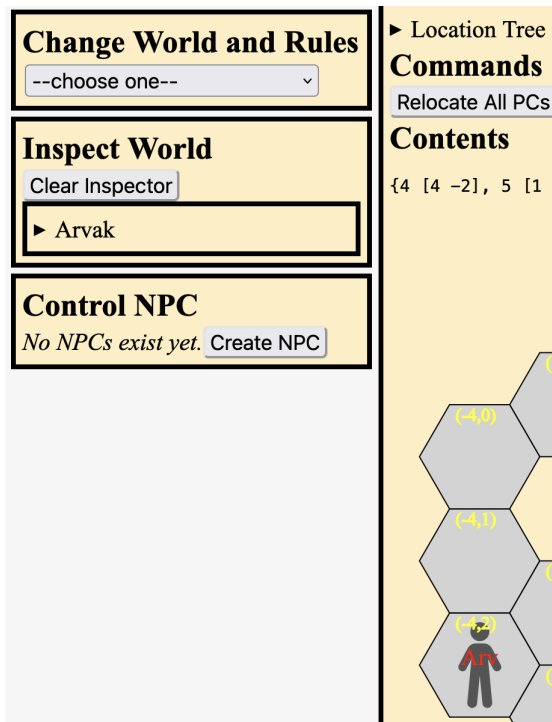 Change World and Rules
--choose one--
Inspect World
Clear Inspector
► Arvak
Control NPC
No NPCs exist yet. Create NPC
► Location Tree
Commands
Relocate All PCs
Contents
{4 [4 -2], 5 [1
(-4,0)
(-4,1)
(-4,2)
Arv